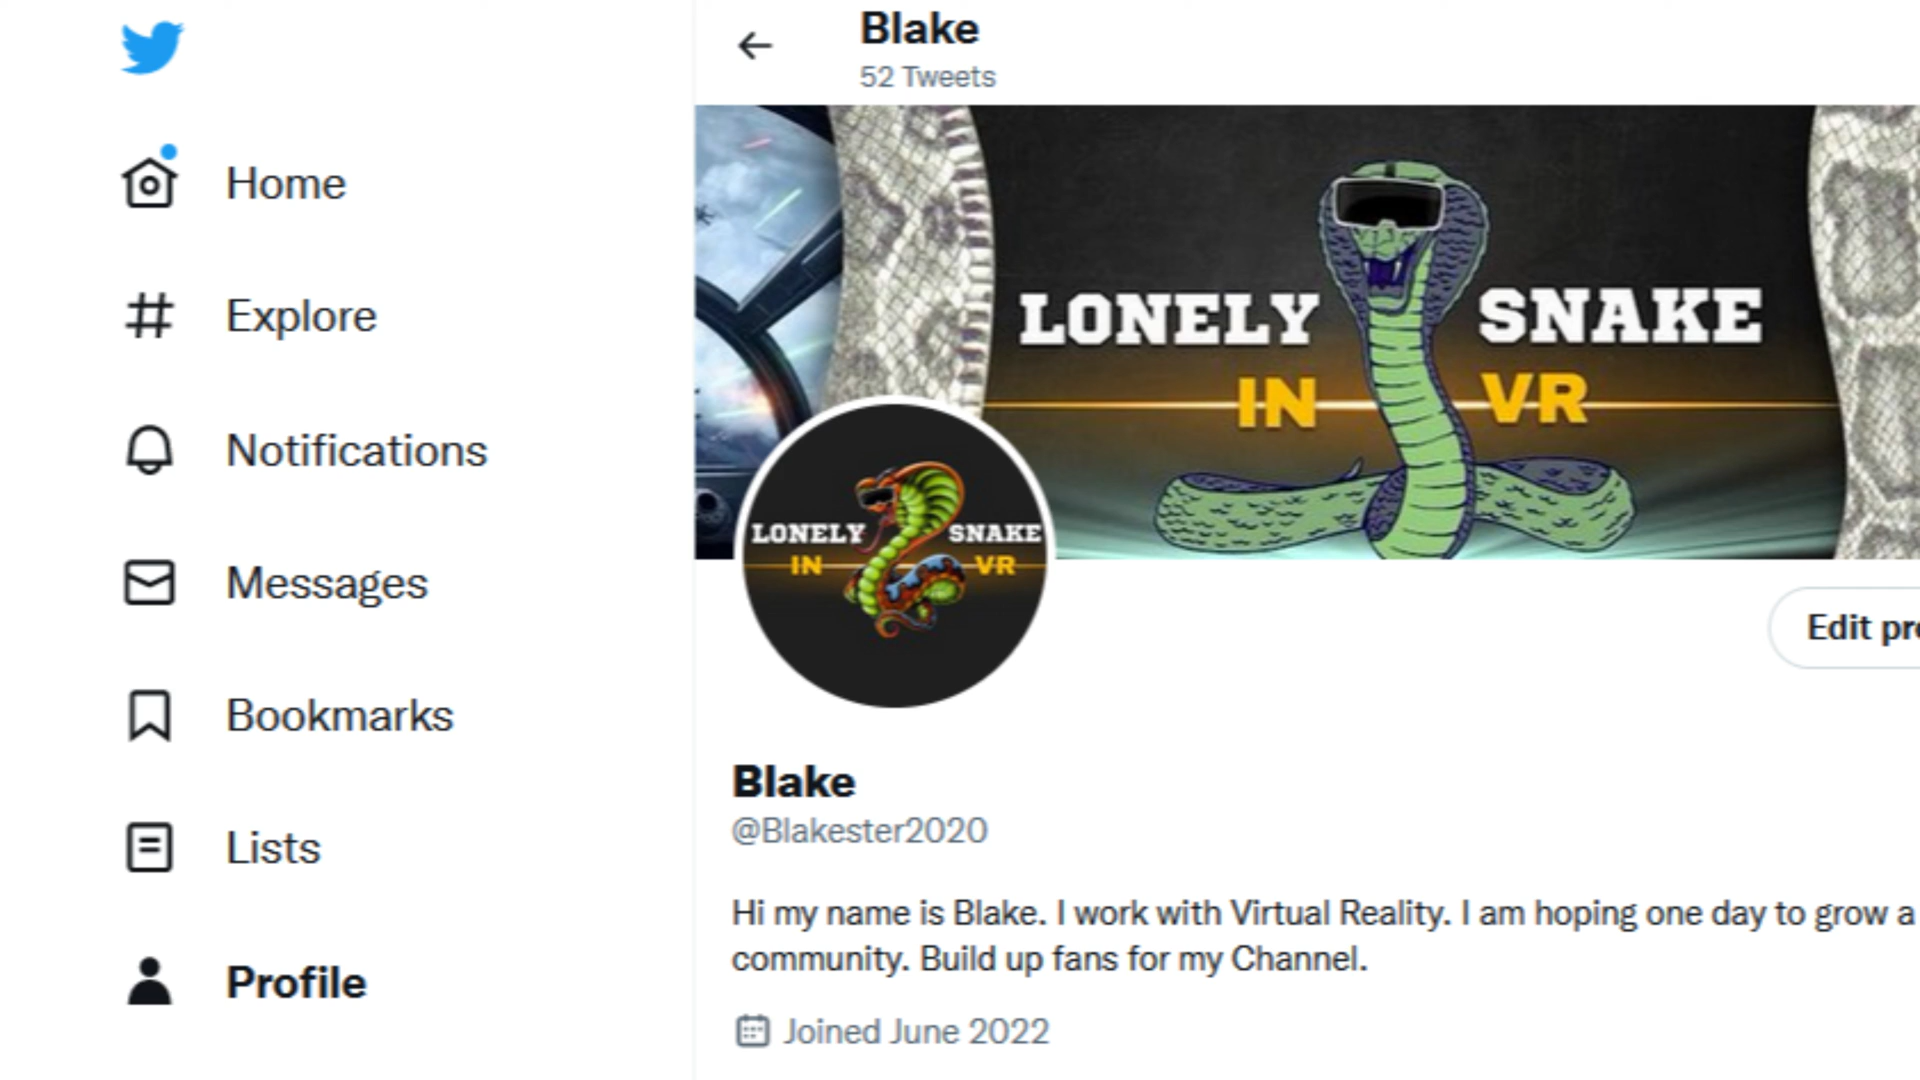 Blake
52 Tweets
Home
Explore
Notifications
Messages
Bookmarks
Lists
Profile
LONELY SNAKE
IN VR
LONELY SNAKE
IN VR
Edit
Blake
@Blakester2020
Hi my name is Blake. I work with Virtual Reality. I am hoping one day to grow a
community. Build up fans for my Channel.
Joined June 2022